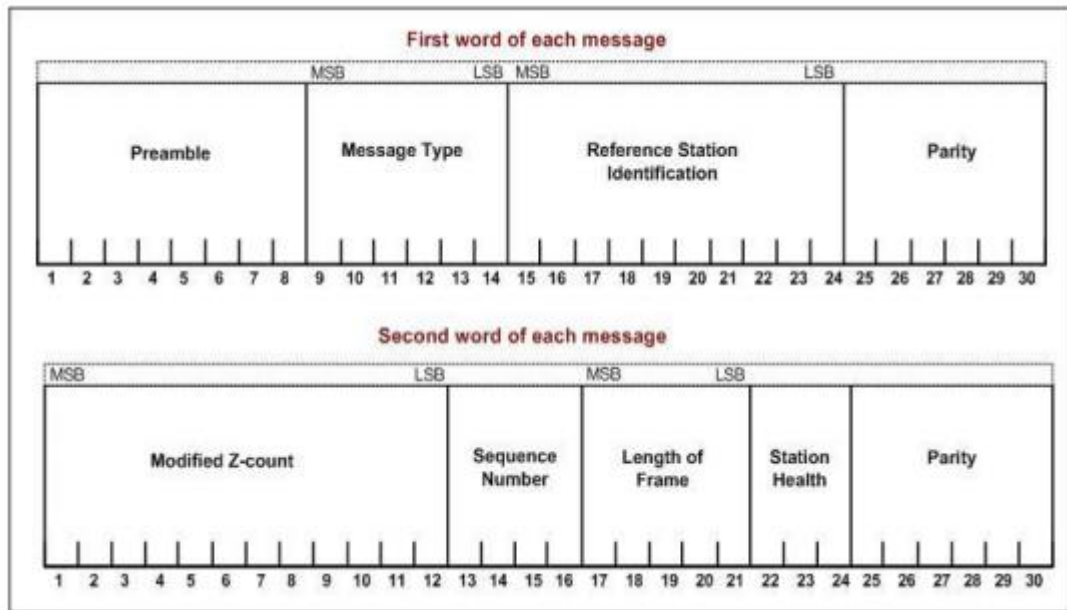 First word of each message
MSB LSB MSB LSB
Preamble Message Type Reference Station Parity
Identification
1 2 3 4 5 6 7 8 9 10 11 12 13 14 15 16 17 18 19 20 21 22 23 24 25 26 27 28 29 30
Second word of each message
MSB LSB MSB LSB
Modified Z-count Sequence Length of Station Parity
Number Frame Health
1 2 3 4 5 6 7 8 9 10 11 12 13 14 15 16 17 18 19 20 21 22 23 24 25 26 27 28 29 30